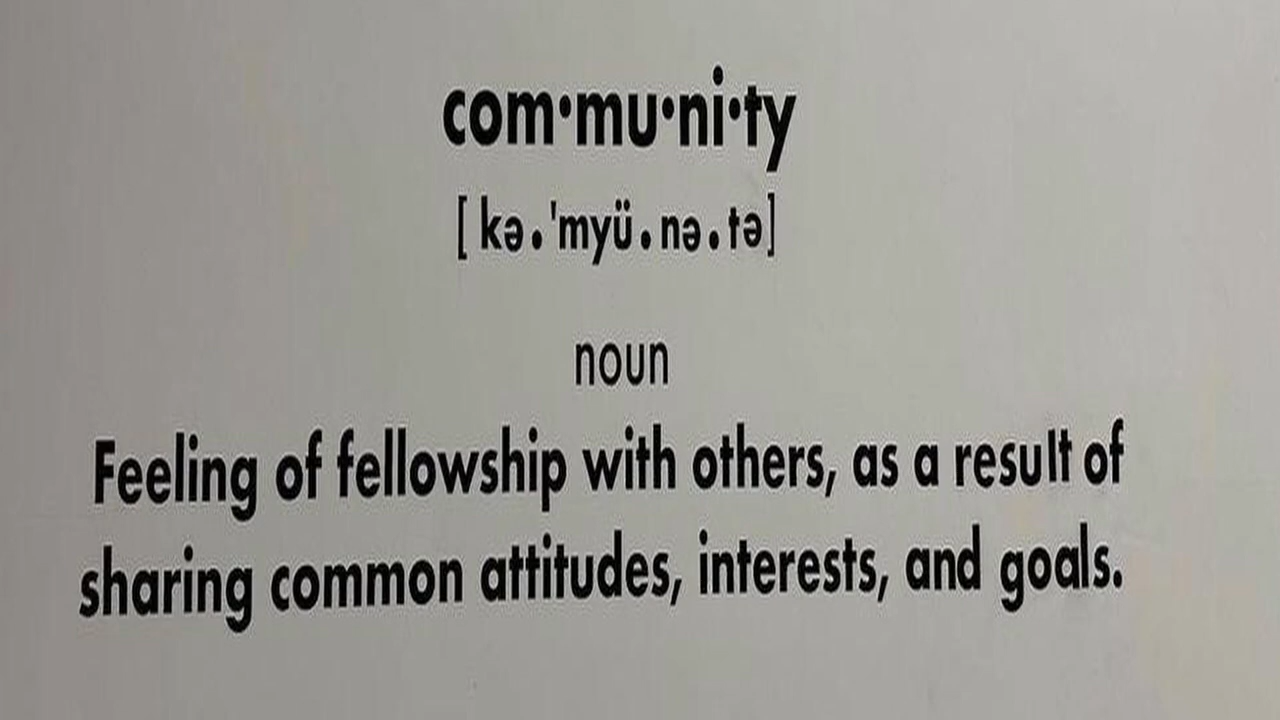 com•mu•ni•ty
[ kə•'myü•nə•tə]
noun
Feeling of fellowship with others, as a result of
sharing common attitudes, interests, and goals.